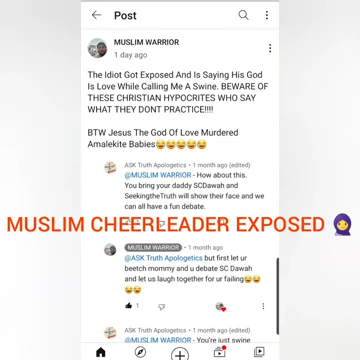 Post
MUSLIM WARRIOR
1 day ago
The Idiot Got Exposed And Is Saying His God
Is Love While Calling Me A Swine. BEWARE OF
THESE CHRISTIAN HYPOCRITES WHO SAY
WHAT THEY DONT PRACTICE!!!!
BTW Jesus The God Of Love Murdered
Amalekite Babies😂😂😂😂😂
ASK Truth Apologetics • 1 month ago (edited)
@MUSLIM WARRIOR - How about this.
You bring your daddy SCDawah and
SeekingtheTruth will show their face and we
can all have a fun debate.
MUSLIM CHEERLEADER EXPOSED 🧕
MUSLIM WARRIOR • 1 month ago
@ASK Truth Apologetics but first let ur
beetch mommy and u debate SC Dawah
and let us laugh together for ur failing😂
😂😂
1
ASK Truth Apologetics • 1 month ago (edited)
@MUSLIM WARRIOR - You're just swine